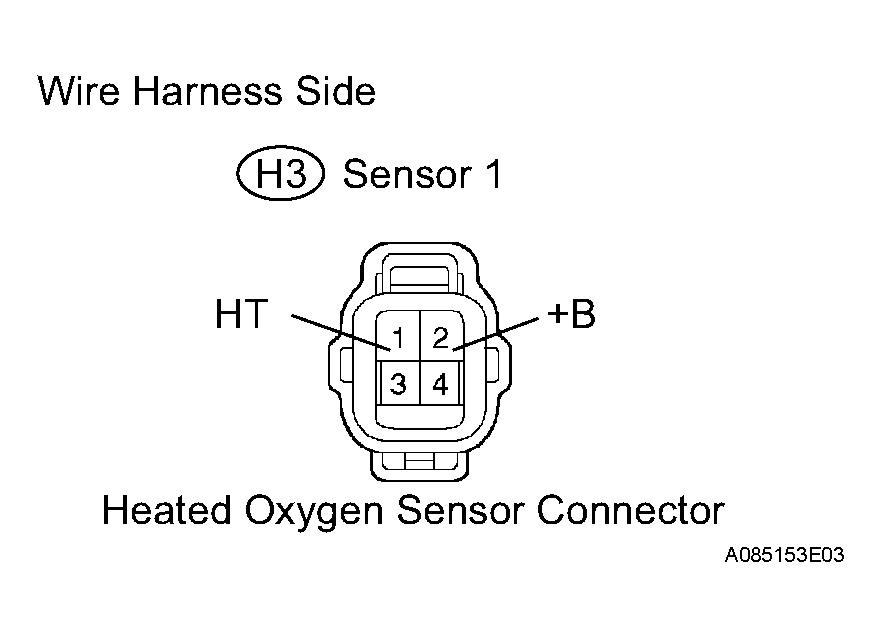 Wire Harness Side
H3 Sensor 1
HT +B
1 2
3 4
Heated Oxygen Sensor Connector
A085153E03